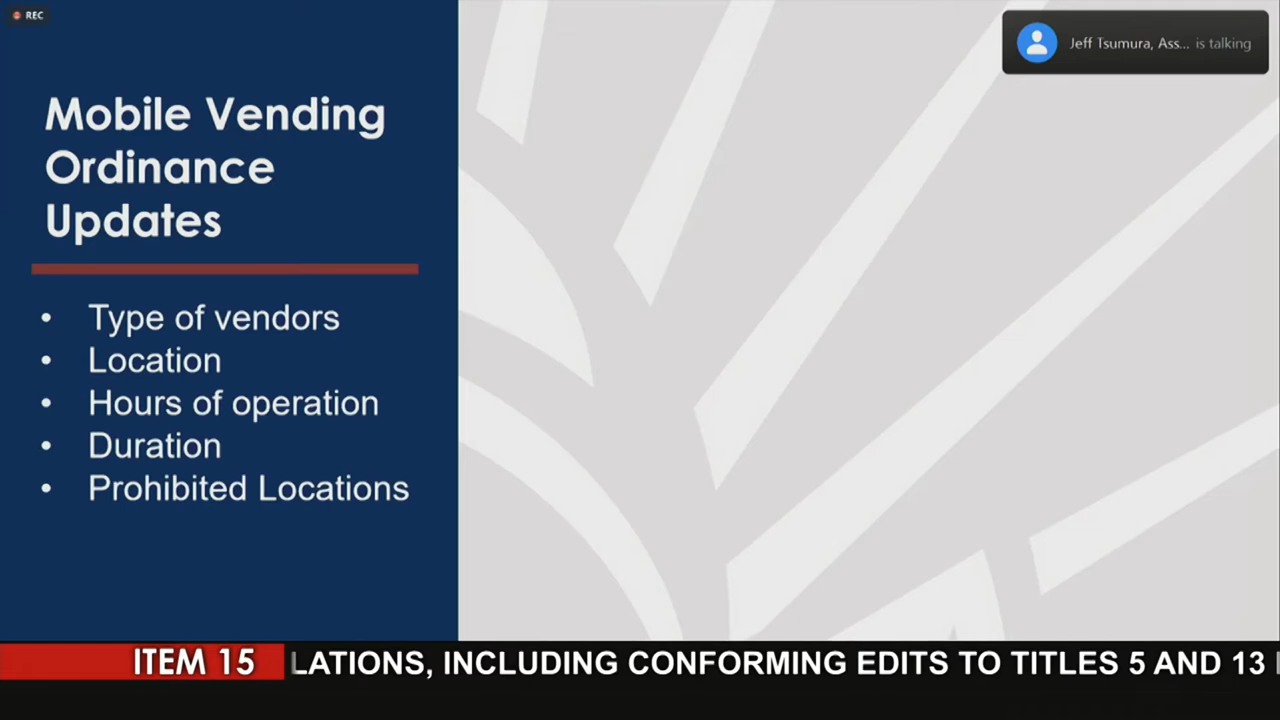 REC
Jeff Tsumura, Ass... is talking
Mobile Vending
Ordinance
Updates
• Type of vendors
• Location
• Hours of operation
• Duration
• Prohibited Locations
ITEM 15 LATIONS, INCLUDING CONFORMING EDITS TO TITLES 5 AND 13